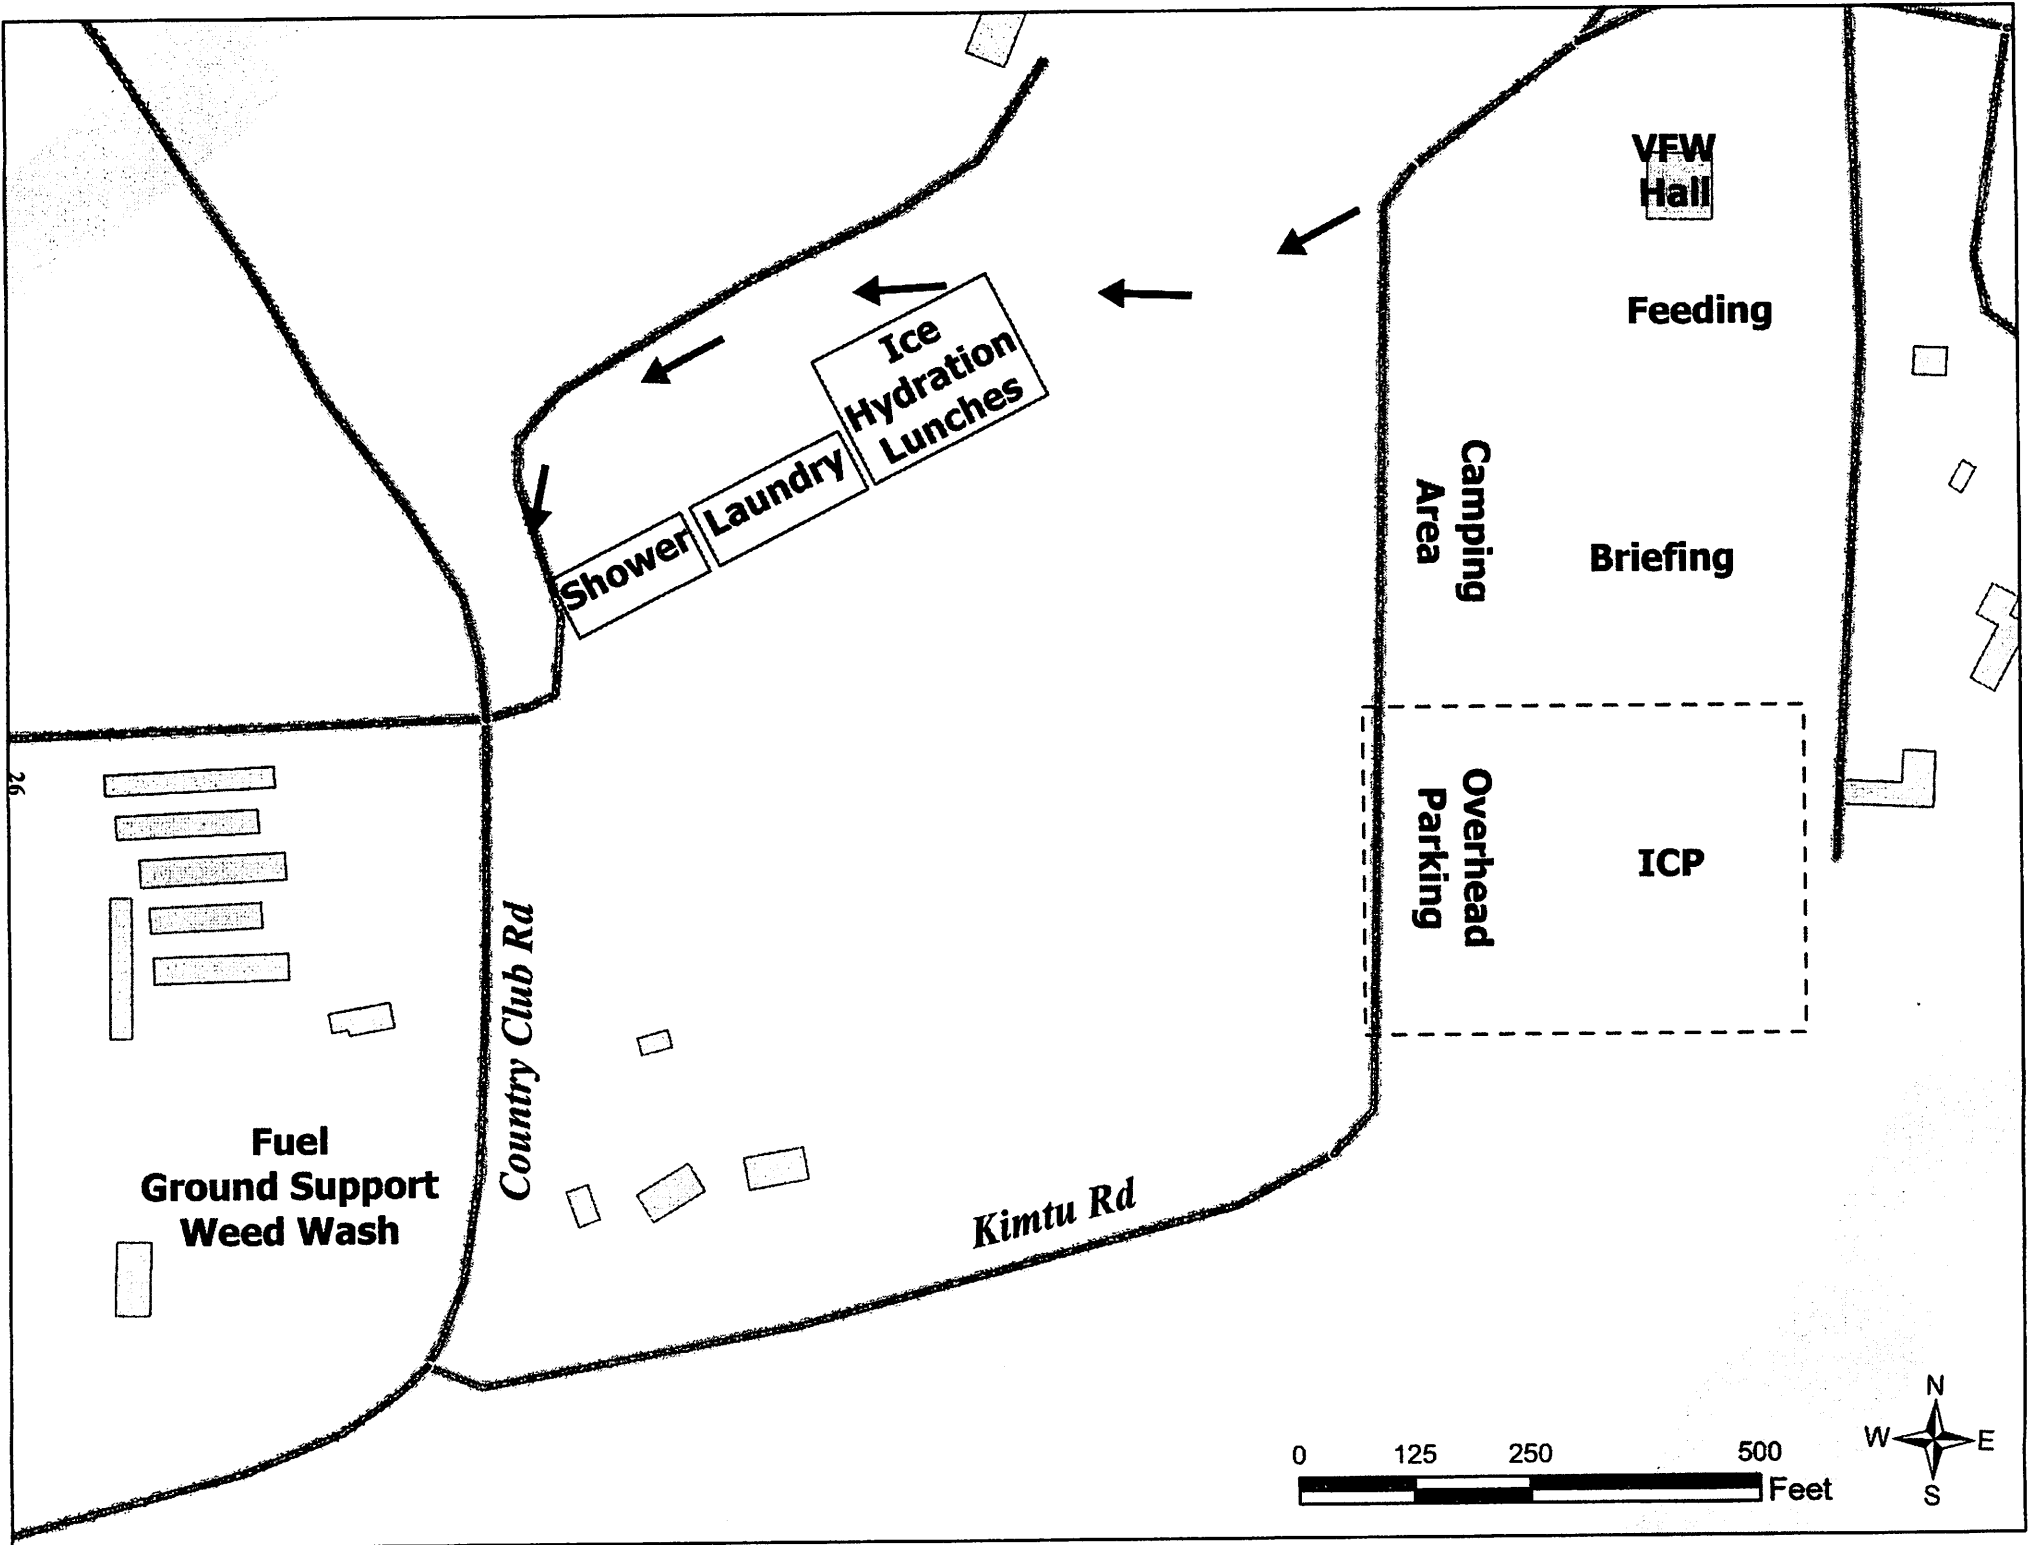 VFW
Hall
Feeding
Ice
Hydration
Lunches
Laundry
Shower
Camping
Area
Briefing
26
Overhead
Parking
ICP
Country Club Rd
Fuel
Ground Support
Weed Wash
Kimtu Rd
N
W E
S
0 125 250 500
Feet